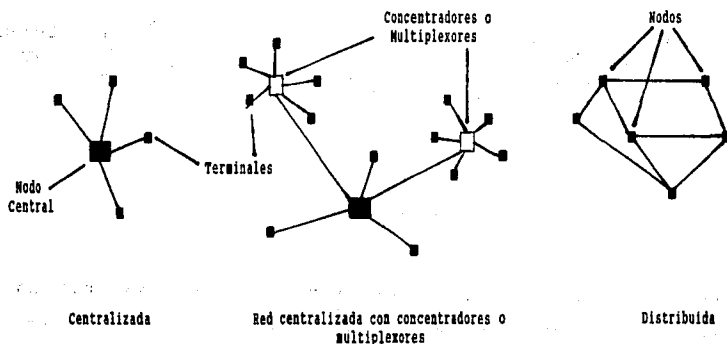 Concentradores o
Multiplexores
Nodos
Terminales
Nodo
Central
Centralizada
Red centralizada con concentradores o
multiplexores
Distribuida